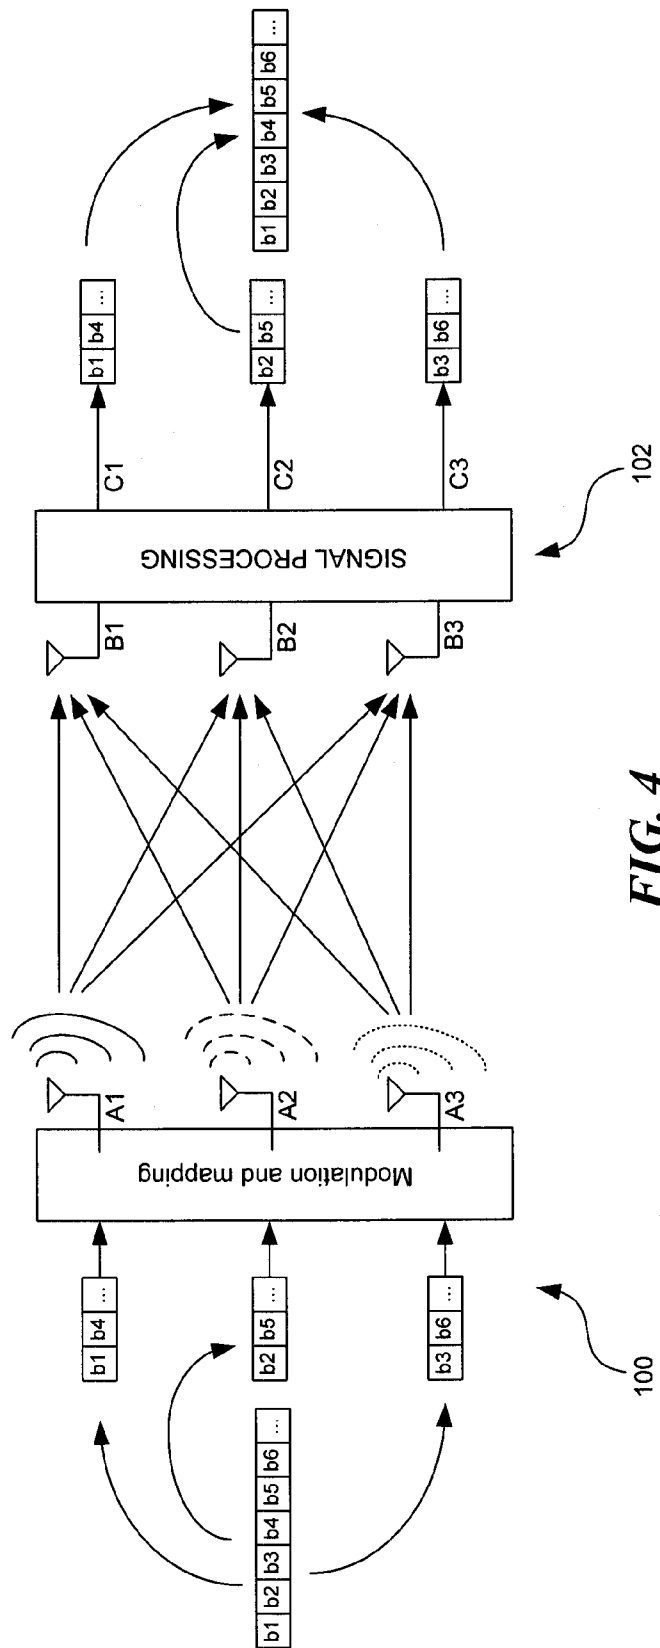 b1 b2 b3 b4 b5 b6 ...
b1 b4 ...
b2 b5 ...
b3 b6 ...
100
Modulation and mapping
A1
A2
A3
B1
B2
B3
SIGNAL PROCESSING
102
C1
C2
C3
b1 b4 ...
b2 b5 ...
b3 b6 ...
b1 b2 b3 b4 b5 b6 ...
FIG. 4